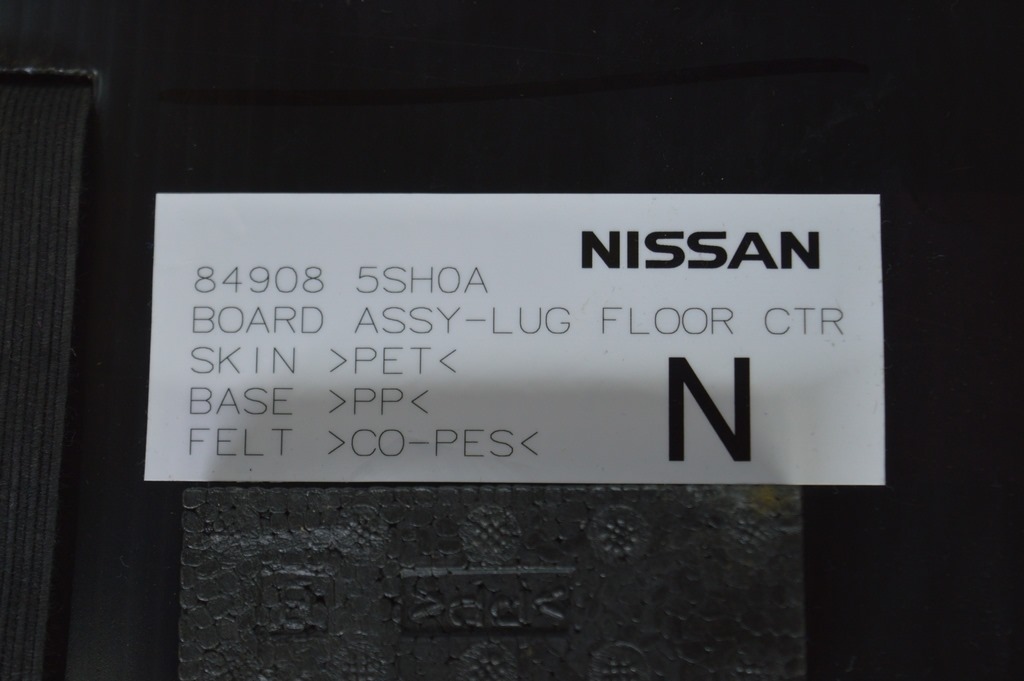 NISSAN
84908 5SH0A
BOARD ASSY-LUG FLOOR CTR
SKIN >PET<
BASE >PP<
FELT >CO-PES<
N